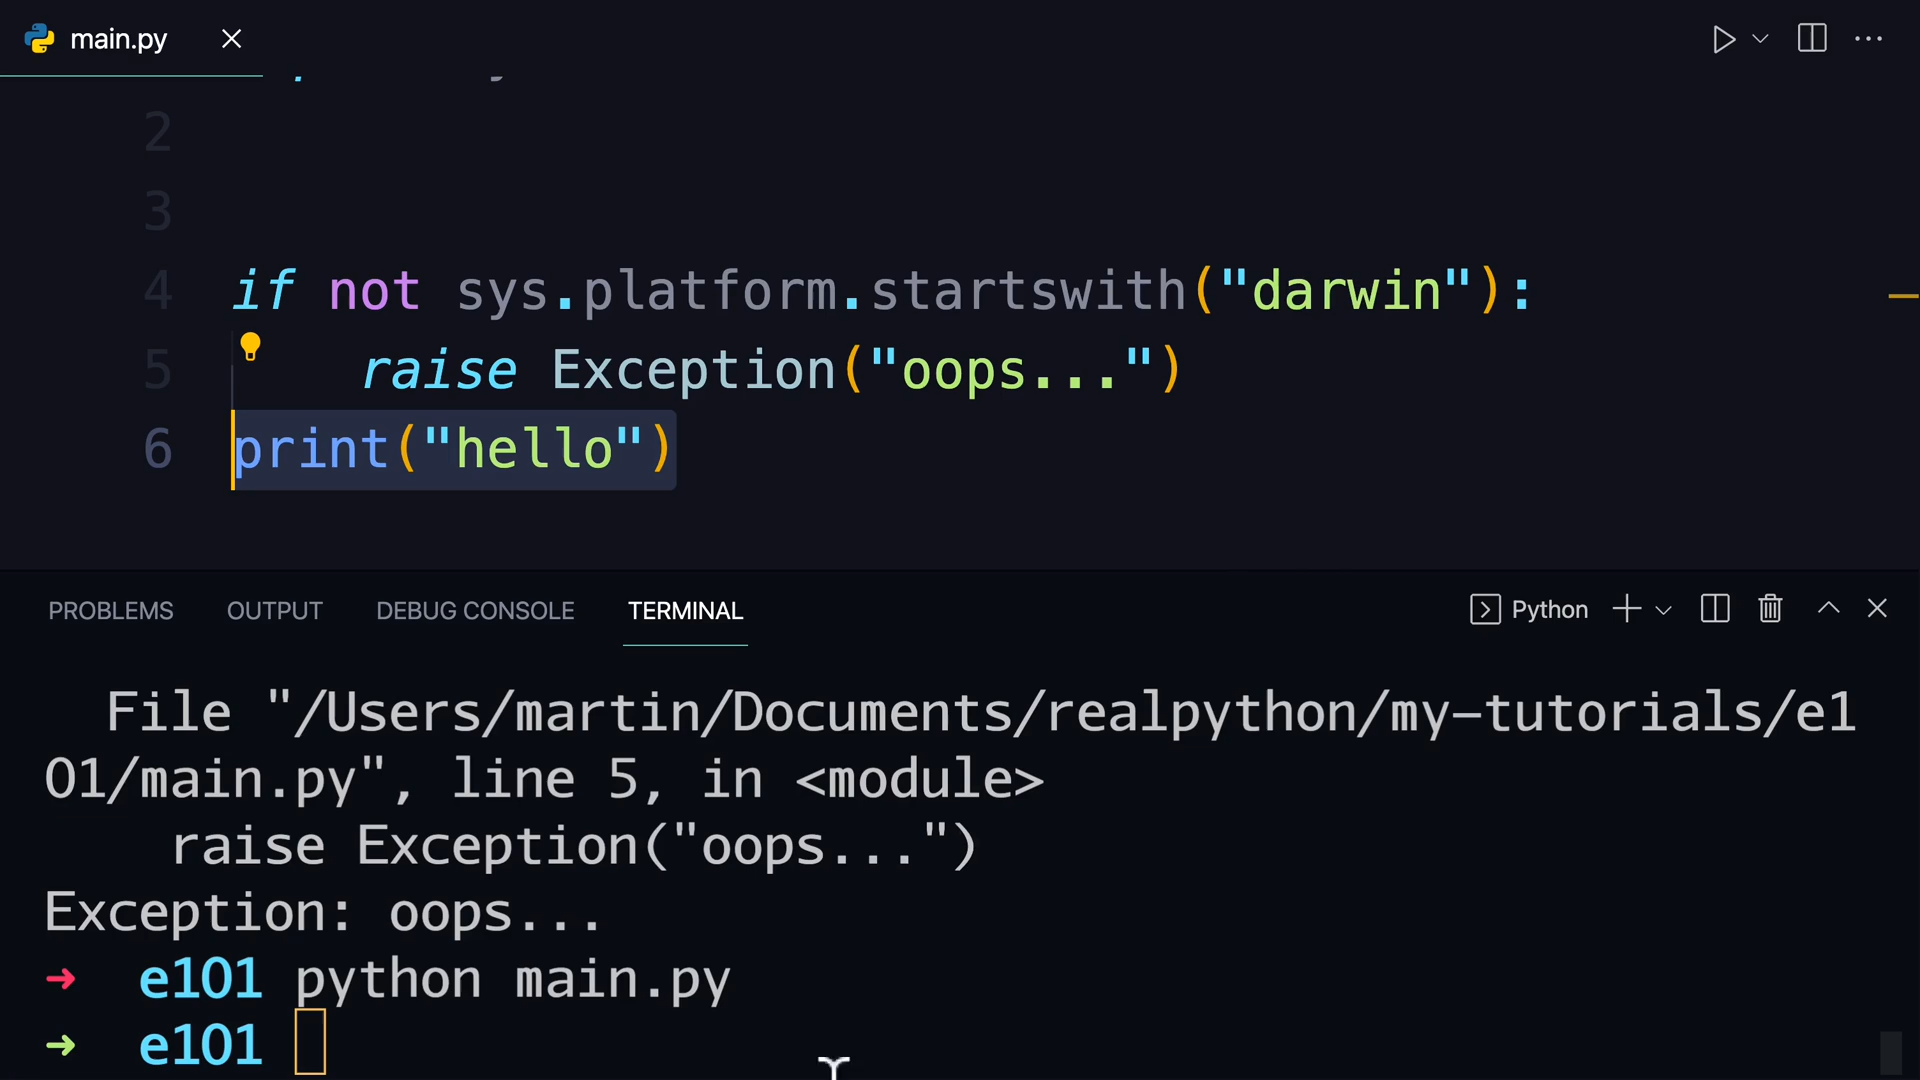 main.py
2
3
4 if not sys.platform.startswith("darwin"):
5 raise Exception("oops...")
6 print("hello")
PROBLEMS OUTPUT DEBUG CONSOLE TERMINAL Python
File "/Users/martin/Documents/realpython/my-tutorials/e1
01/main.py", line 5, in <module>
raise Exception("oops...")
Exception: oops...
➜ e101 python main.py
➜ e101